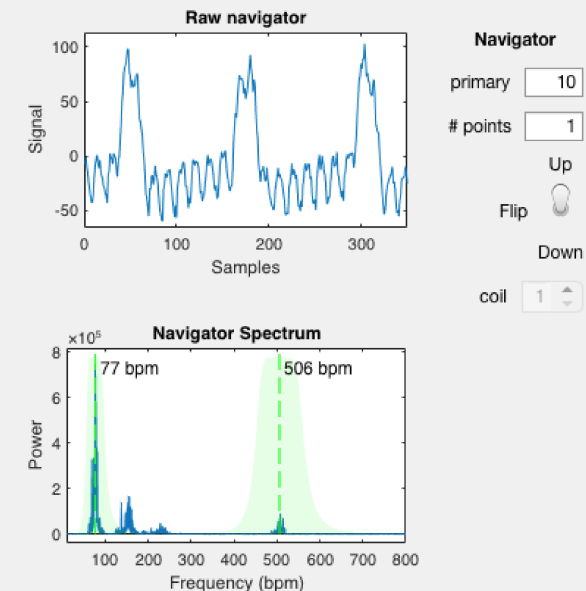 Raw navigator
100
50
0
-50
Signal
0
100
200
300
Samples
Navigator
primary
10
# points
1
Up
Flip
Down
coil
1
Navigator Spectrum
×10⁵
8
6
4
2
0
Power
77 bpm
506 bpm
100
200
300
400
500
600
700
800
Frequency (bpm)